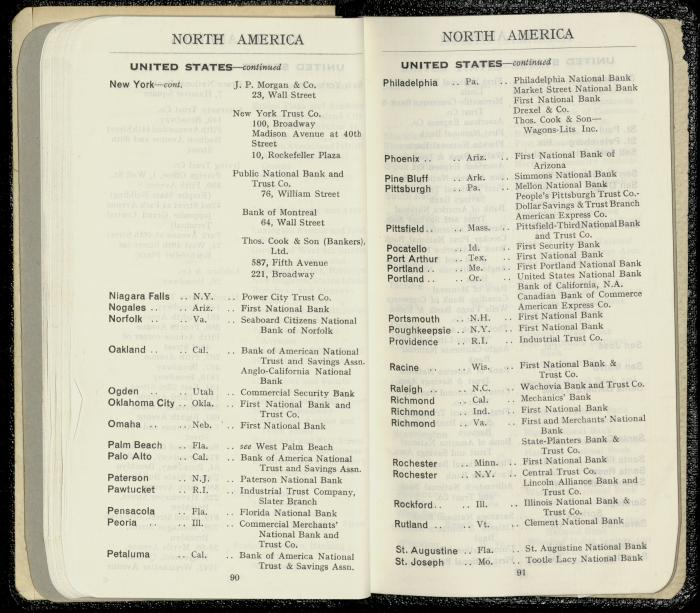 NORTH AMERICA
UNITED STATES—continued
New York—cont. J. P. Morgan & Co.
23, Wall Street
New York Trust Co.
100, Broadway
Madison Avenue at 40th
Street
10, Rockefeller Plaza
Public National Bank and
Trust Co.
76, William Street
Bank of Montreal
64, Wall Street
Thos. Cook & Son (Bankers),
Ltd.
587, Fifth Avenue
221, Broadway
Niagara Falls .. N.Y. .. Power City Trust Co.
Nogales .. .. Ariz. .. First National Bank
Norfolk .. .. Va. .. Seaboard Citizens National
Bank of Norfolk
Oakland .. .. Cal. .. Bank of American National
Trust and Savings Assn.
Anglo-California National
Bank
Ogden .. .. Utah .. Commercial Security Bank
Oklahoma City .. Okla. .. First National Bank and
Trust Co.
Omaha .. .. Neb. .. First National Bank
Palm Beach .. Fla. .. see West Palm Beach
Palo Alto .. Cal. .. Bank of America National
Trust and Savings Assn.
Paterson .. N.J. .. Paterson National Bank
Pawtucket .. R.I. .. Industrial Trust Company,
Slater Branch
Pensacola .. Fla. .. Florida National Bank
Peoria .. .. Ill. .. Commercial Merchants'
National Bank and
Trust Co.
Petaluma .. Cal. .. Bank of America National
Trust & Savings Assn.
90
NORTH AMERICA
UNITED STATES—continued
Philadelphia .. Pa. .. Philadelphia National Bank
Market Street National Bank
First National Bank
Drexel & Co.
Thos. Cook & Son—
Wagons-Lits Inc.
Phoenix .. .. Ariz. .. First National Bank of
Arizona
Pine Bluff .. Ark. .. Simmons National Bank
Pittsburgh .. Pa. .. Mellon National Bank
People's Pittsburgh Trust Co.-
Dollar Savings & Trust Branch
American Express Co.
Pittsfield .. .. Mass. .. Pittsfield-Third National Bank
and Trust Co.
Pocatello .. Id. .. First Security Bank
Port Arthur .. Tex. .. First National Bank
Portland .. .. Me. .. First Portland National Bank
Portland .. .. Or. .. United States National Bank
Bank of California, N.A.
Canadian Bank of Commerce
American Express Co.
Portsmouth .. N.H. .. First National Bank
Poughkeepsie .. N.Y. .. First National Bank
Providence .. R.I. .. Industrial Trust Co.
Racine .. Wis. .. First National Bank &
Trust Co.
Raleigh .. .. N.C. .. Wachovia Bank and Trust Co.
Richmond .. Cal. .. Mechanics' Bank
Richmond .. Ind. .. First National Bank
Richmond .. Va. .. First and Merchants' National
Bank
State-Planters Bank &
Trust Co.
Rochester .. Minn. .. First National Bank
Rochester .. N.Y. .. Central Trust Co.
Lincoln Alliance Bank and
Trust Co.
Rockford .. .. Ill. .. Illinois National Bank &
Trust Co.
Rutland .. Vt. .. Clement National Bank
St. Augustine .. Fla. .. St. Augustine National Bank
St. Joseph .. Mo. .. Tootle Lacy National Bank
91